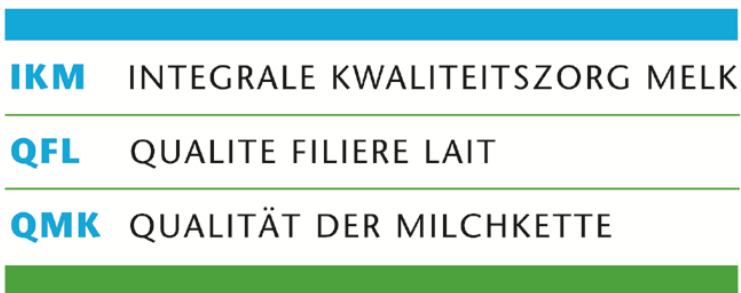 IKM INTEGRALE KWALITEITSZORG MELK
QFL QUALITE FILIERE LAIT
QMK QUALITÄT DER MILCHKETTE